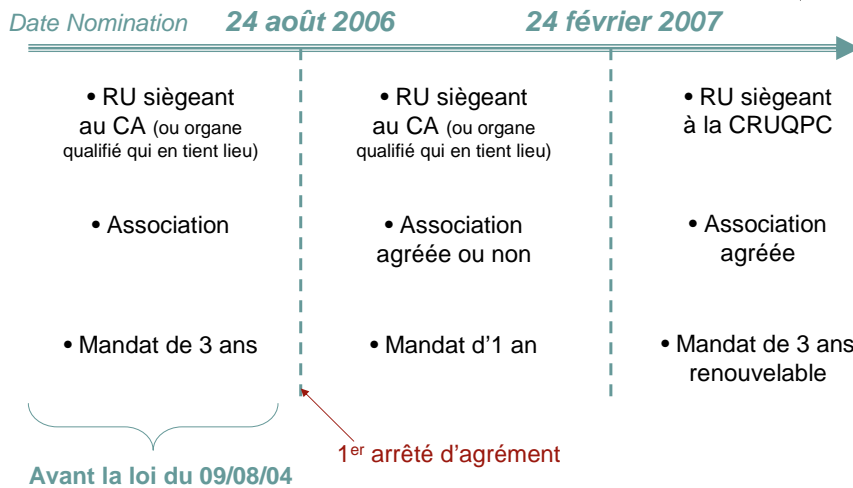 Date Nomination 24 août 2006 24 février 2007
• RU siégeant
au CA (ou organe
qualifié qui en tient lieu)
• RU siégeant
au CA (ou organe
qualifié qui en tient lieu)
• RU siégeant
à la CRUQPC
• Association
• Association
agréée ou non
• Association
agréée
• Mandat de 3 ans
• Mandat d'1 an
• Mandat de 3 ans
renouvelable
1er arrêté d'agrément
Avant la loi du 09/08/04